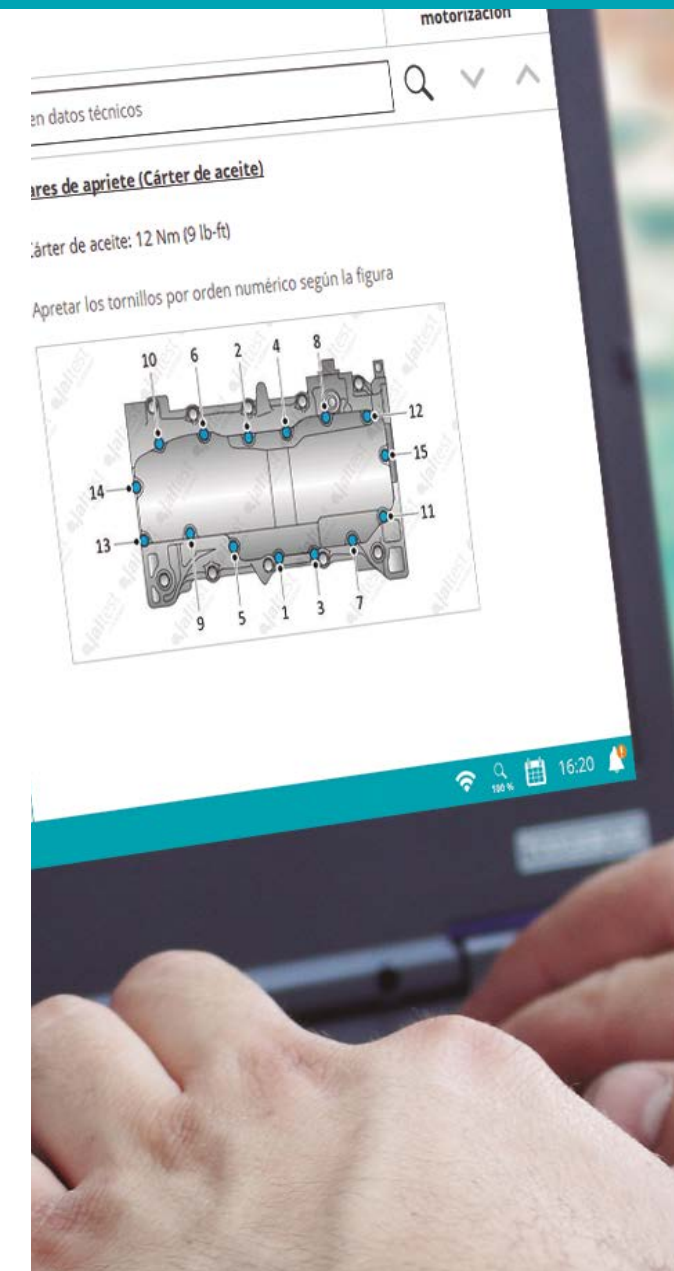 motorización
en datos técnicos
ares de apriete (Cárter de aceite)
Cárter de aceite: 12 Nm (9 lb-ft)
Apretar los tornillos por orden numérico según la figura
10 6 2 4 8
12
15
14
11
13
9 5 1 3 7
100 %
16:20